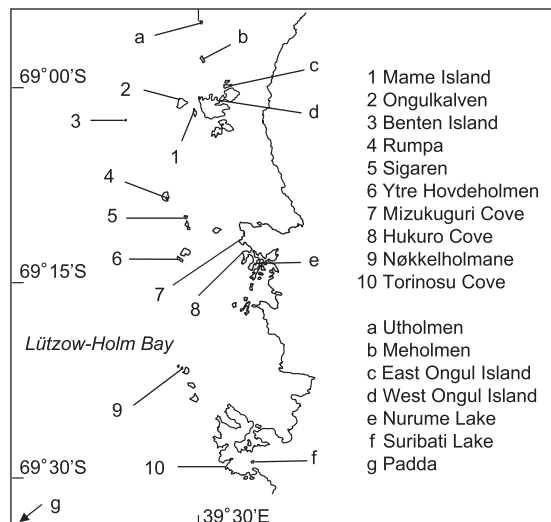 a
b
c
69°00'S
2
d
3
1
4
5
6
7
8
e
69°15'S
Lützow-Holm Bay
9
10
f
69°30'S
g
39°30'E
1 Mame Island
2 Ongulkalven
3 Benten Island
4 Rumpa
5 Sigaren
6 Ytre Hovdeholmen
7 Mizukuguri Cove
8 Hukuro Cove
9 Nøkkelholmane
10 Torinosu Cove
a Utholmen
b Meholmen
c East Ongul Island
d West Ongul Island
e Nurume Lake
f Suribati Lake
g Padda